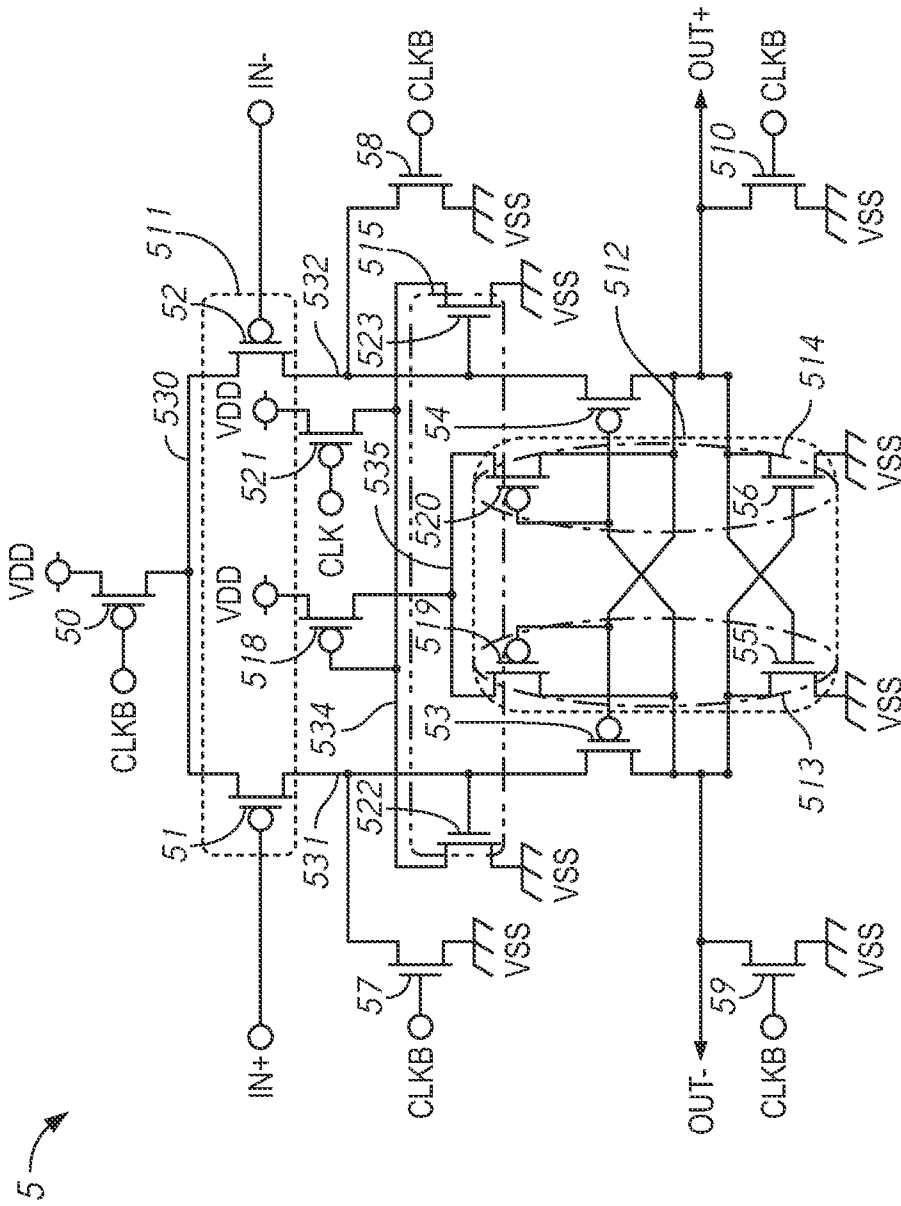 5
VDD
50
CLKB
511
530
51
52
VDD
VDD
IN+
IN-
518
521
531
534
CLK
532
57
522
535
515
58
CLKB
CLKB
53
519
520
54
523
VSS
VSS
VSS
VSS
512
OUT-
OUT+
59
55
56
510
CLKB
513
514
CLKB
VSS
VSS
VSS
VSS